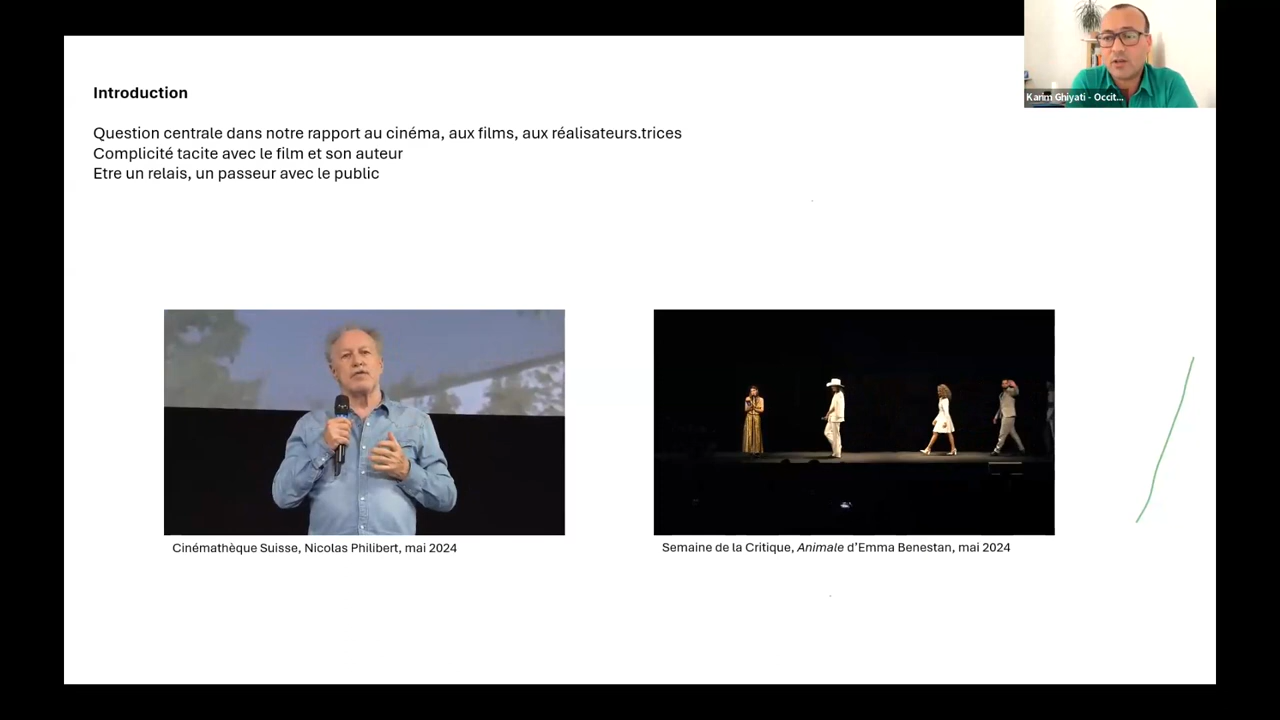 Karim Ghiyati - Occit...
Introduction
Question centrale dans notre rapport au cinéma, aux films, aux réalisateurs.trices
Complicité tacite avec le film et son auteur
Etre un relais, un passeur avec le public
Cinémathèque Suisse, Nicolas Philibert, mai 2024
Semaine de la Critique, Animale d’Emma Benestan, mai 2024